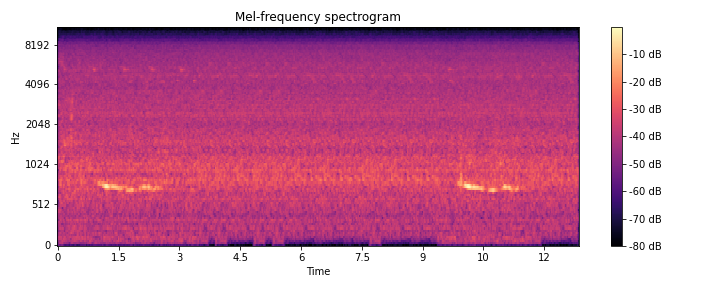 Mel-frequency spectrogram
8192
4096
2048
1024
512
0
Hz
0 1.5 3 4.5 6 7.5 10 12
Time
-10 dB
-20 dB
-30 dB
-40 dB
-50 dB
-60 dB
-70 dB
-80 dB